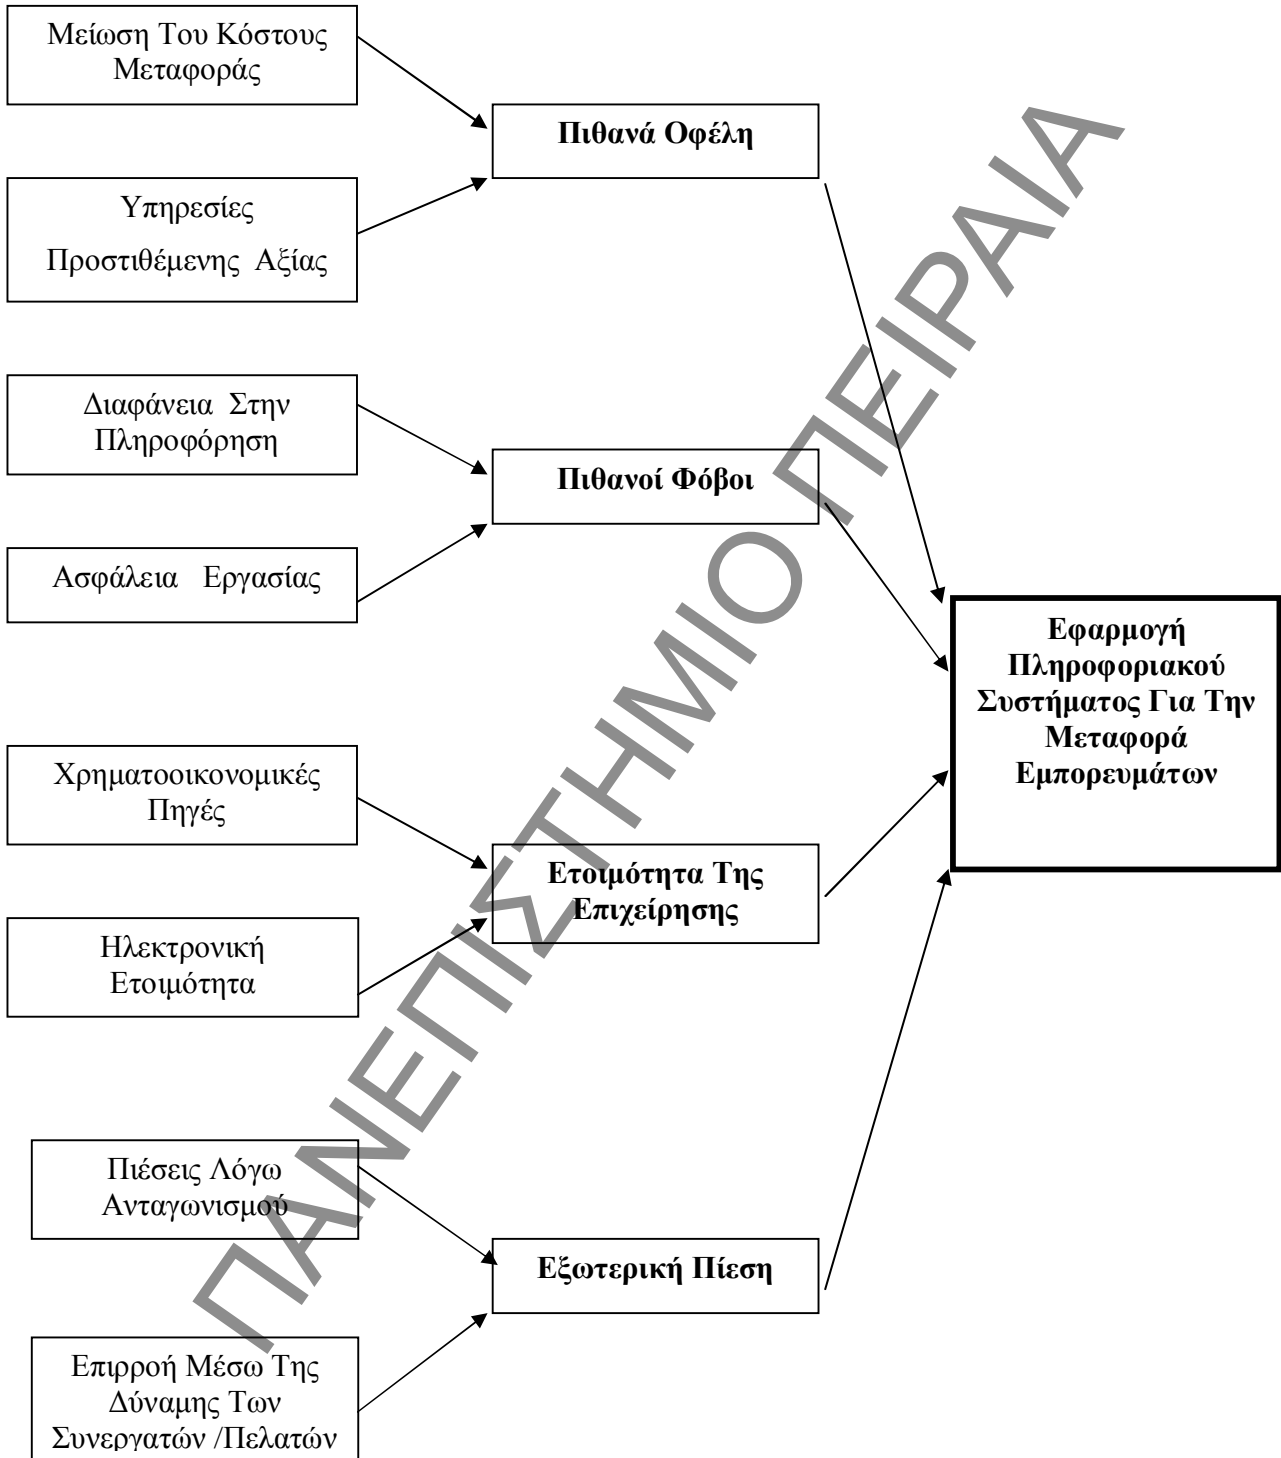 Μείωση Του Κόστους
Μεταφοράς
Πιθανά Οφέλη
Υπηρεσίες
Προστιθέμενης Αξίας
Διαφάνεια Στην
Πληροφόρηση
Πιθανοί Φόβοι
Ασφάλεια Εργασίας
Εφαρμογή
Πληροφοριακού
Συστήματος Για Την
Μεταφορά
Εμπορευμάτων
Χρηματοοικονομικές
Πηγές
Ετοιμότητα Της
Επιχείρησης
Ηλεκτρονική
Ετοιμότητα
Πιέσεις Λόγω
Ανταγωνισμού
Εξωτερική Πίεση
Επιρροή Μέσω Της
Δύναμης Των
Συνεργατών /Πελατών
ΠΑΝΕΠΙΣΤΗΜΙΟ ΠΕΙΡΑΙΑ